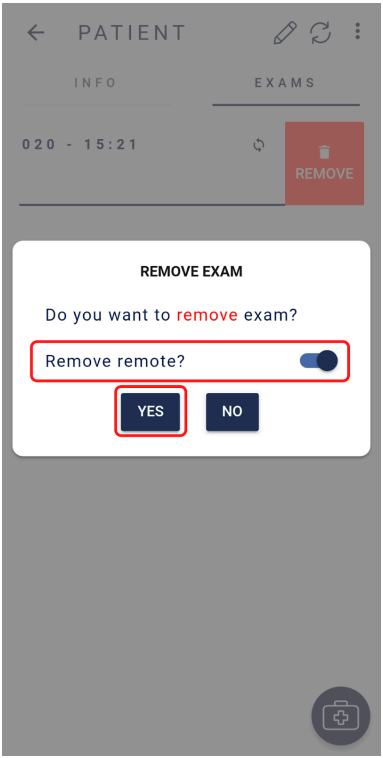 PATIENT
INFO EXAMS
020 - 15:21
REMOVE
REMOVE EXAM
Do you want to remove exam?
Remove remote?
YES NO